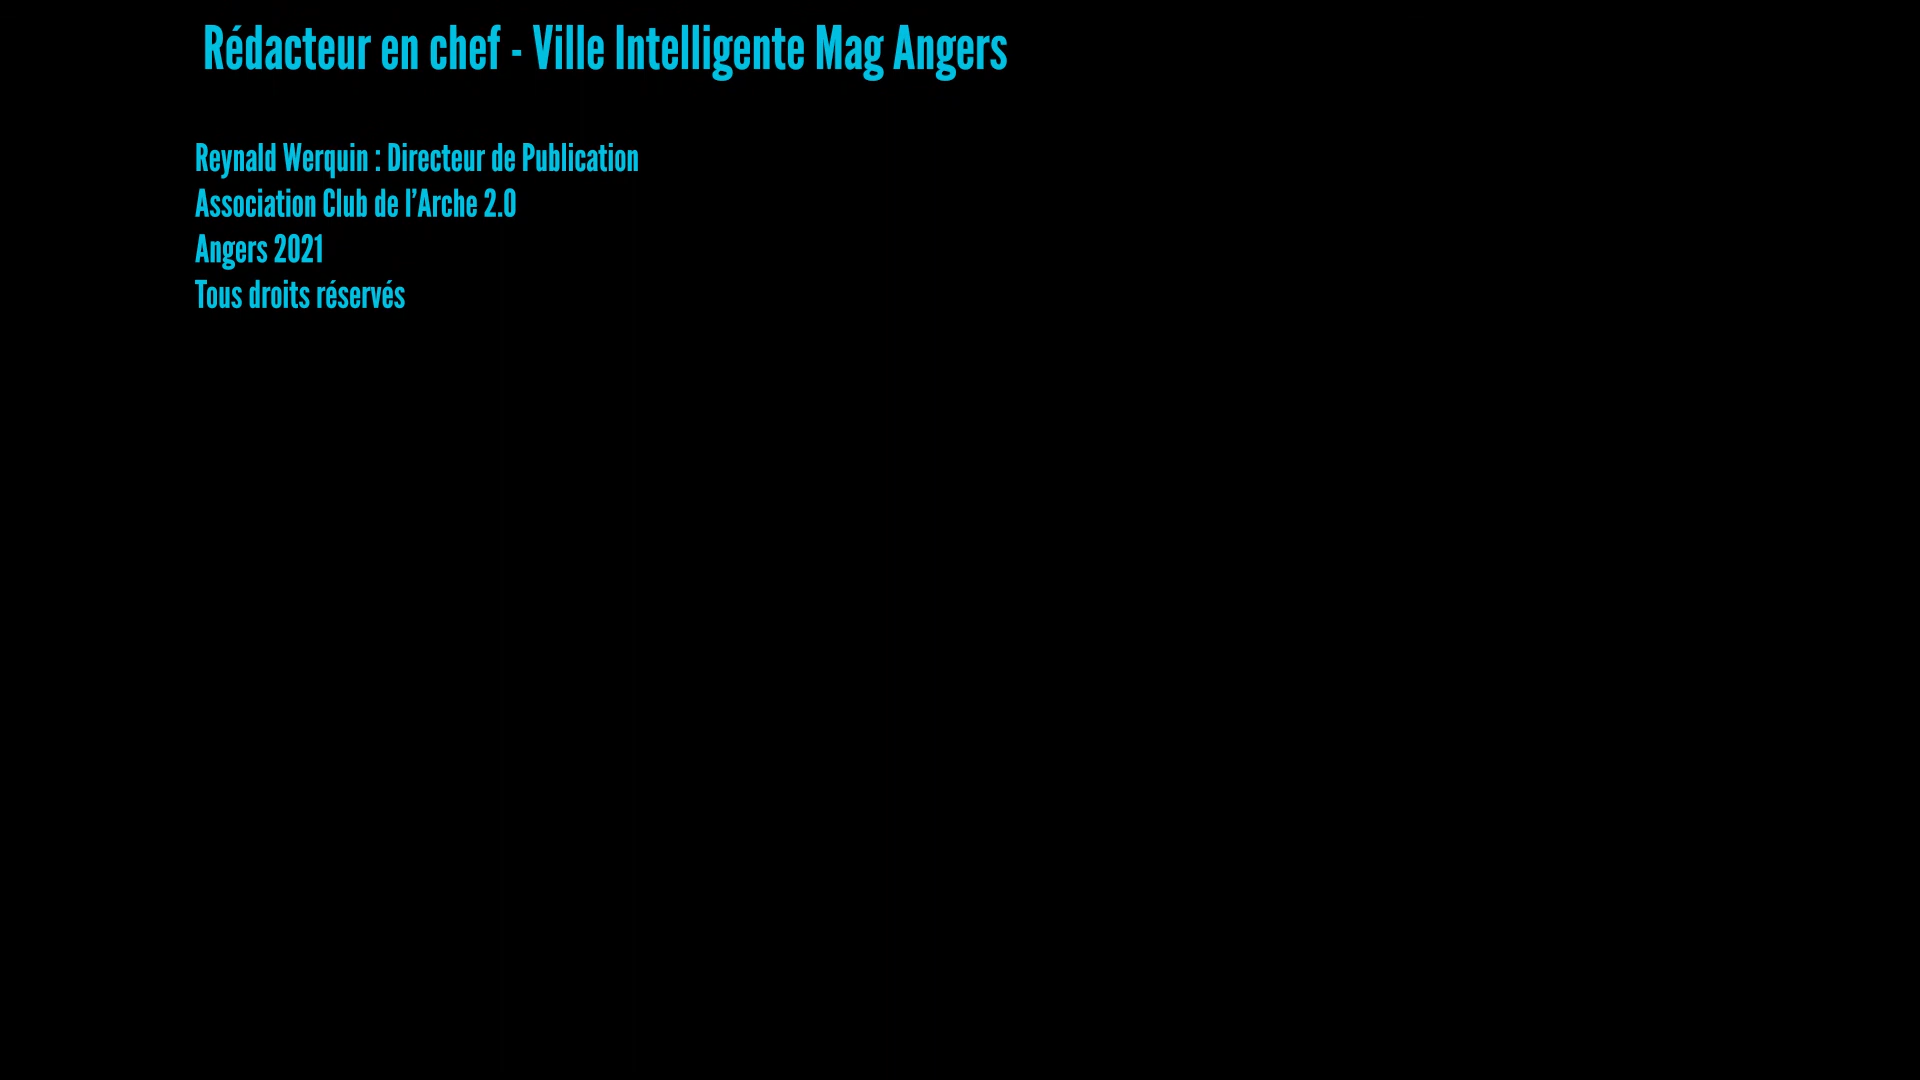 Rédacteur en chef - Ville Intelligente Mag Angers
Reynald Werquin : Directeur de Publication
Association Club de l’Arche 2.0
Angers 2021
Tous droits réservés